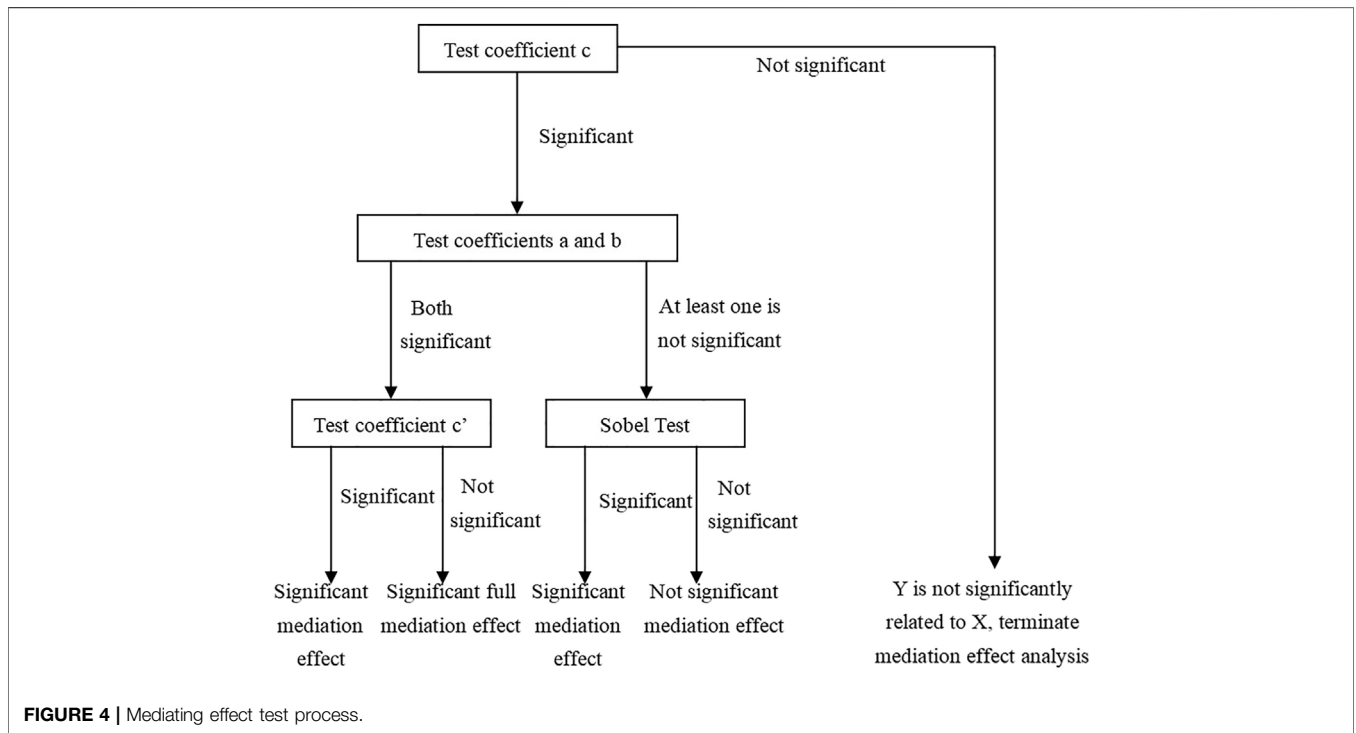 Test coefficient c
Not significant
Significant
Test coefficients a and b
Both
significant
At least one is
not significant
Test coefficient c’
Sobel Test
Significant
Not
significant
Significant
Not
significant
Significant
mediation
effect
Significant full
mediation effect
Significant
mediation
effect
Not significant
mediation effect
Y is not significantly
related to X, terminate
mediation effect analysis
FIGURE 4 | Mediating effect test process.